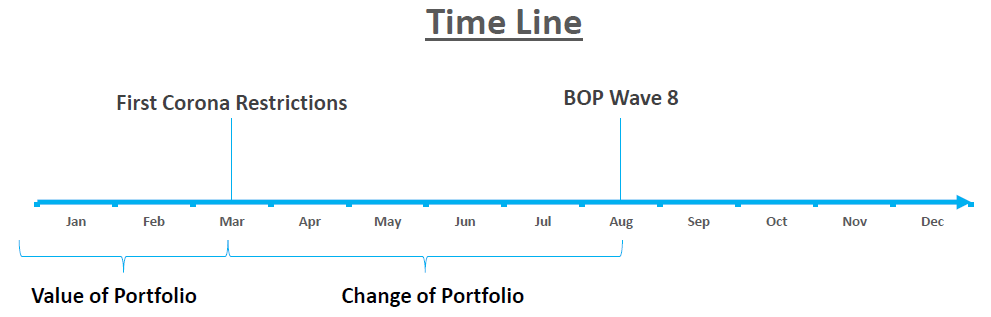 Time Line
First Corona Restrictions
BOP Wave 8
Jan Feb Mar Apr May Jun Jul Aug Sep Oct Nov Dec
Value of Portfolio
Change of Portfolio